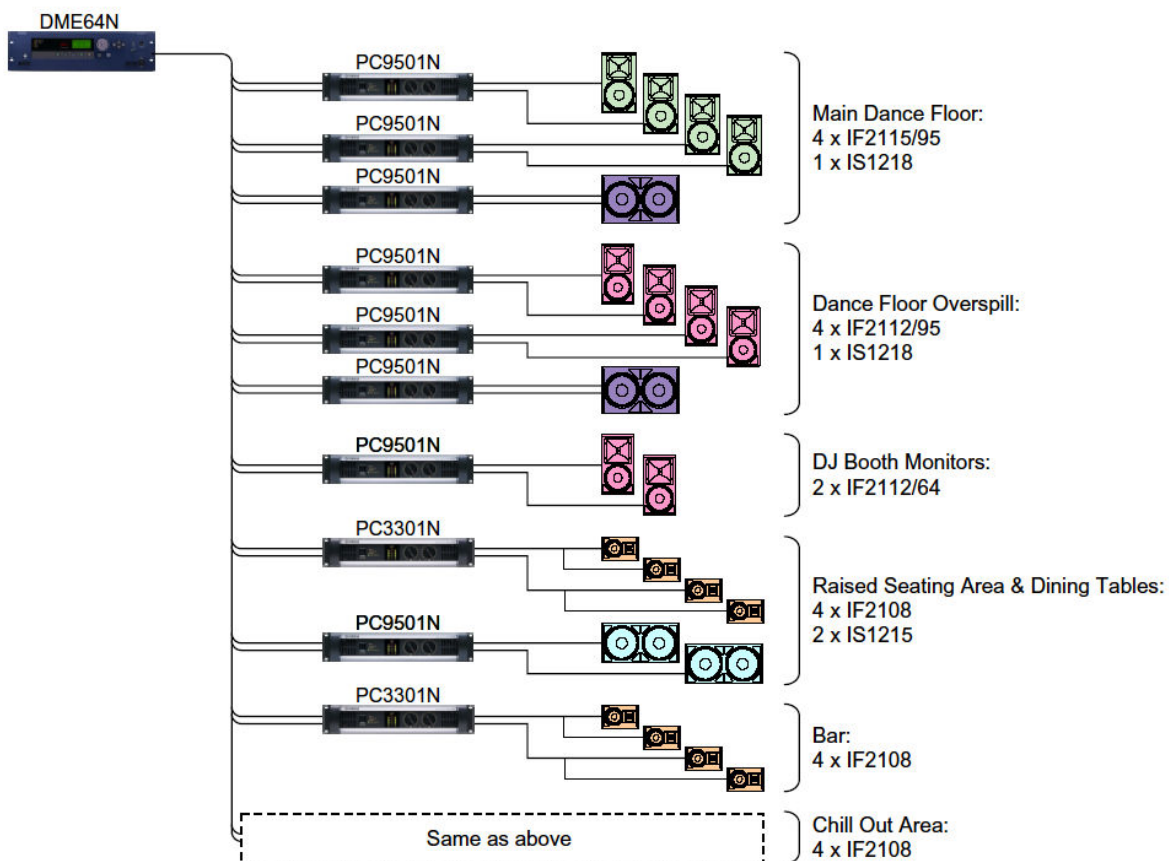 DME64N
PC9501N
PC9501N
PC9501N
Main Dance Floor:
4 x IF2115/95
1 x IS1218
PC9501N
PC9501N
PC9501N
Dance Floor Overspill:
4 x IF2112/95
1 x IS1218
PC9501N
DJ Booth Monitors:
2 x IF2112/64
PC3301N
PC9501N
Raised Seating Area & Dining Tables:
4 x IF2108
2 x IS1215
PC3301N
Bar:
4 x IF2108
Same as above
Chill Out Area:
4 x IF2108